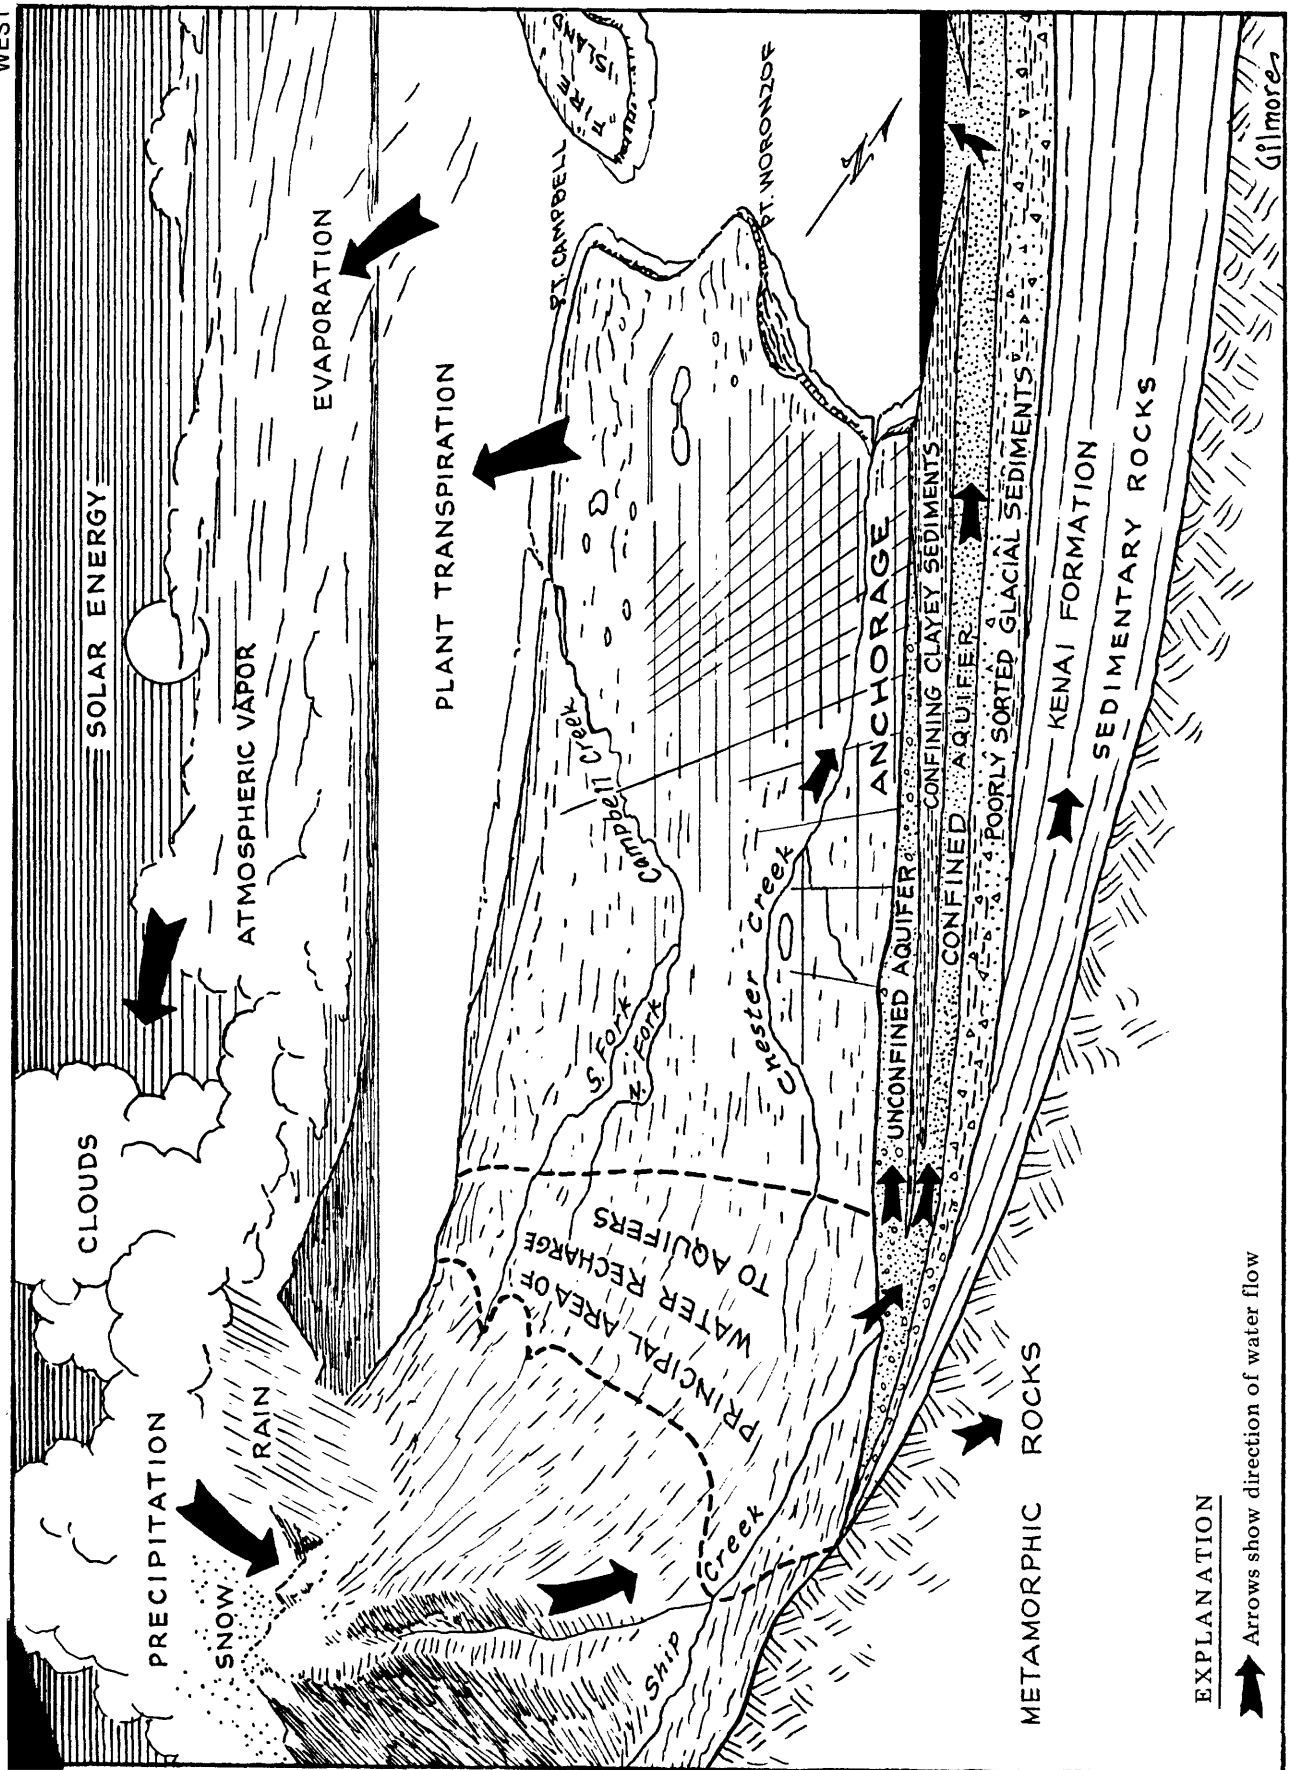 WEST
SOLAR ENERGY
CLOUDS
ATMOSPHERIC VAPOR
EVAPORATION
PRECIPITATION
RAIN
SNOW
PLANT TRANSPIRATION
FIRE
ISLAND
PT. CAMPBELL
PT. WORONZOF
N
Campbell Creek
S. Fork
N. Fork
Chester Creek
PRINCIPAL AREA OF
WATER RECHARGE
TO AQUIFERS
Ship Creek
ANCHORAGE
UNCONFINED AQUIFER
CONFINING CLAYEY SEDIMENTS
CONFINED AQUIFER
POORLY SORTED GLACIAL SEDIMENTS
KENAI FORMATION
SEDIMENTARY ROCKS
METAMORPHIC ROCKS
Gilmore
EXPLANATION
Arrows show direction of water flow